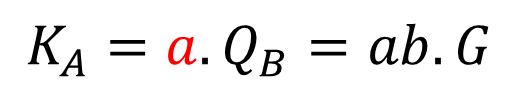 K_A = a. Q_B = ab. G